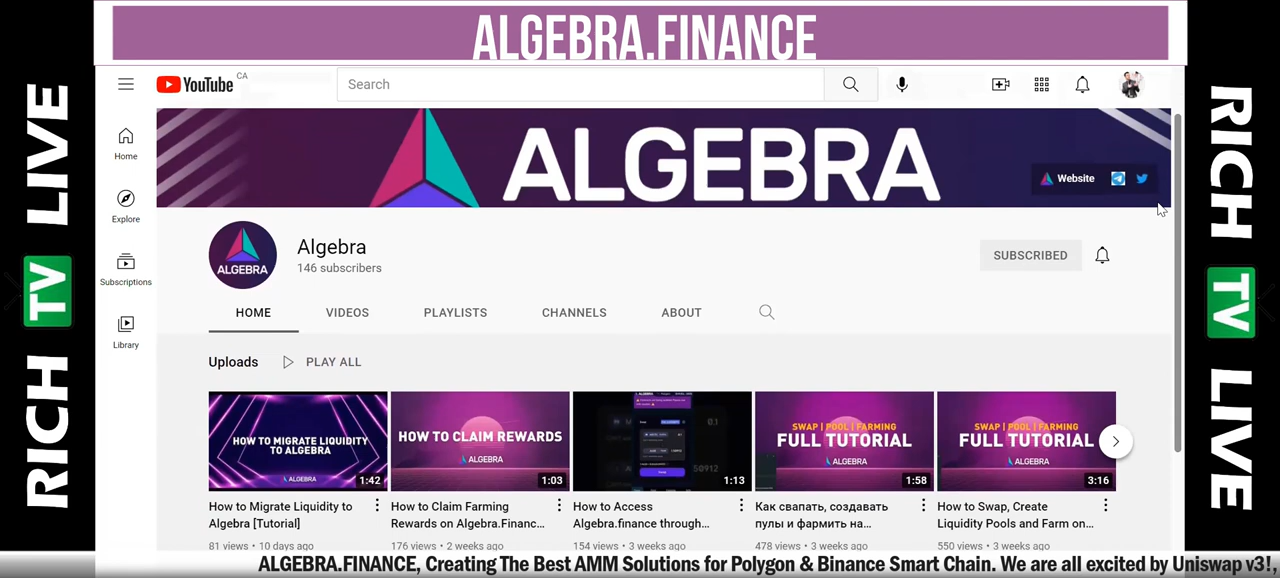 ALGEBRA.FINANCE
RICH TV LIVE
YouTube CA
Search
Home
Explore
Subscriptions
Library
ALGEBRA
Website
ALGEBRA
Algebra
146 subscribers
SUBSCRIBED
HOME VIDEOS PLAYLISTS CHANNELS ABOUT
Uploads PLAY ALL
HOW TO MIGRATE LIQUIDITY
TO ALGEBRA
ALGEBRA
1:42
HOW TO CLAIM REWARDS
ALGEBRA
1:03
0.1
50912
1:13
SWAP | POOL | FARMING
FULL TUTORIAL
ALGEBRA
1:58
SWAP | POOL | FARMING
FULL TUTORIAL
ALGEBRA
3:16
How to Migrate Liquidity to
Algebra [Tutorial]
81 views • 10 days ago
How to Claim Farming
Rewards on Algebra.Financ...
176 views • 2 weeks ago
How to Access
Algebra.finance through...
154 views • 3 weeks ago
Как свапать, создавать
пулы и фармить на...
478 views • 3 weeks ago
How to Swap, Create
Liquidity Pools and Farm on...
550 views • 3 weeks ago
RICH TV LIVE
ALGEBRA.FINANCE, Creating The Best AMM Solutions for Polygon & Binance Smart Chain. We are all excited by Uniswap v3!,